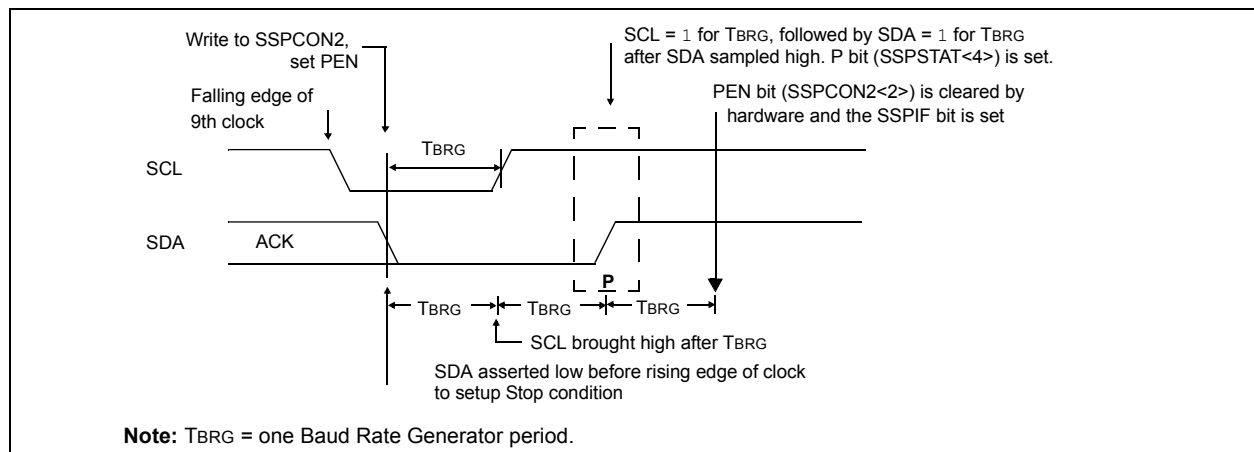 Write to SSPCON2,
set PEN
SCL = 1 for TBRG, followed by SDA = 1 for TBRG
after SDA sampled high. P bit (SSPSTAT<4>) is set.
Falling edge of
9th clock
PEN bit (SSPCON2<2>) is cleared by
hardware and the SSPIF bit is set
TBRG
SCL
SDA
ACK
P
TBRG
TBRG
TBRG
SCL brought high after TBRG
SDA asserted low before rising edge of clock
to setup Stop condition
Note: TBRG = one Baud Rate Generator period.